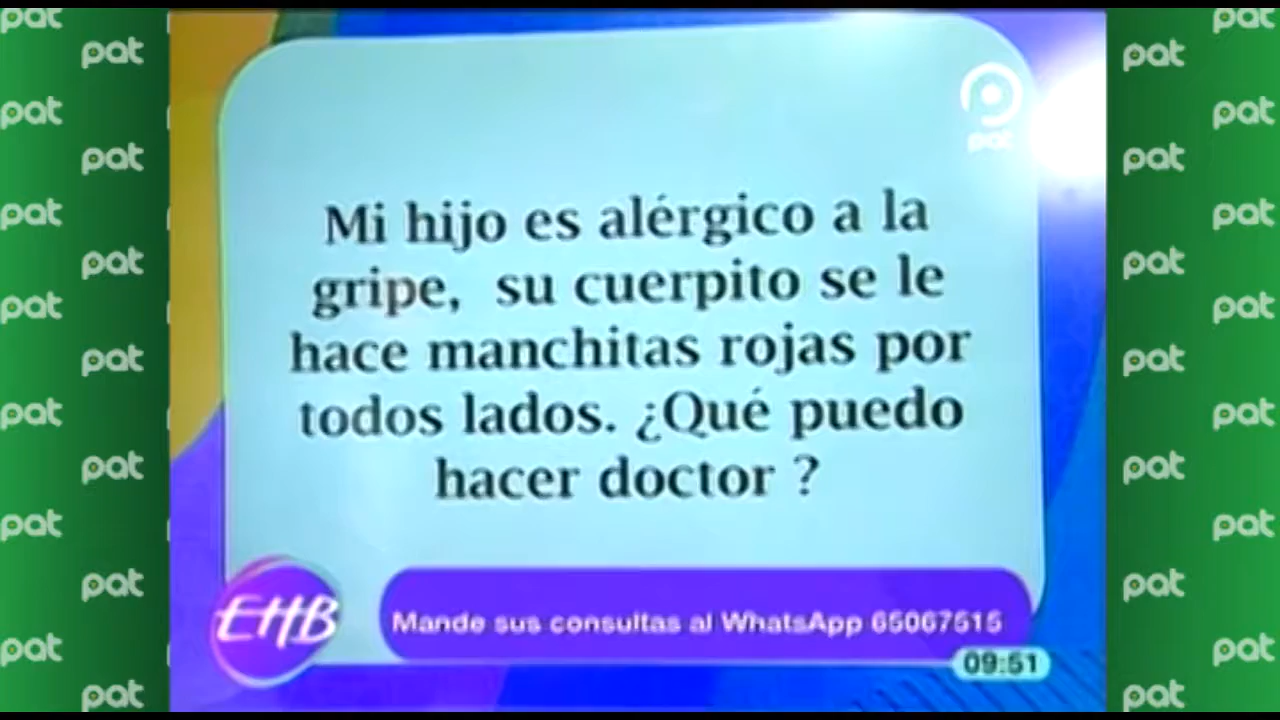 pat
Mi hijo es alérgico a la
gripe, su cuerpito se le
hace manchitas rojas por
todos lados. ¿Qué puedo
hacer doctor ?
EHB
Mande sus consultas al WhatsApp 65067515
09:51